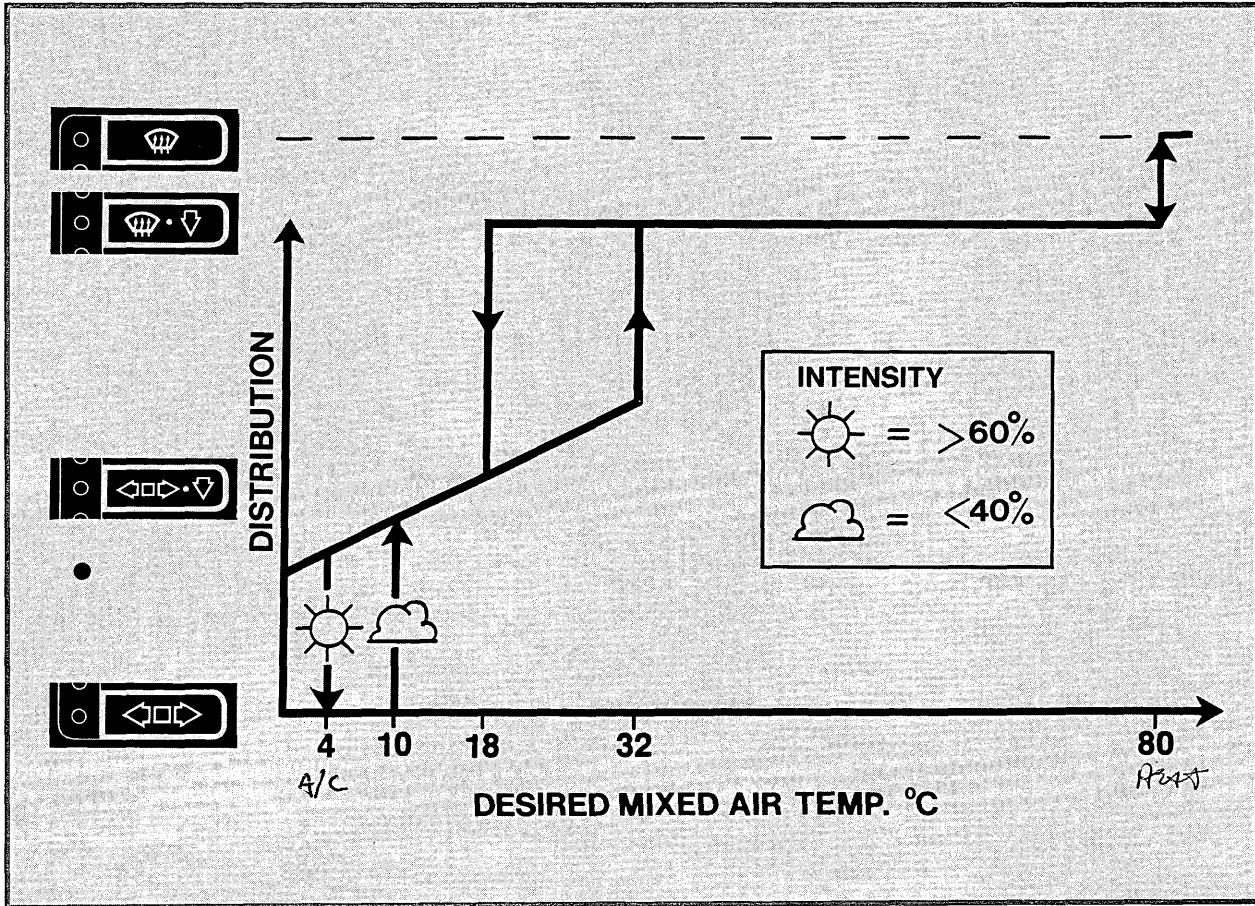 DISTRIBUTION
INTENSITY
= >60%
= <40%
4 10 18 32 80
A/C
DESIRED MIXED AIR TEMP. °C